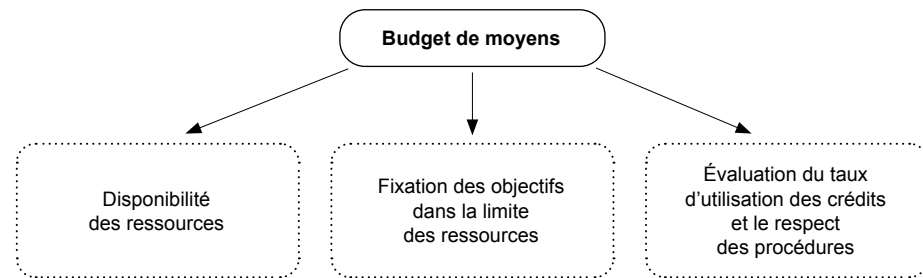 Budget de moyens
Disponibilité
des ressources
Fixation des objectifs
dans la limite
des ressources
Évaluation du taux
d’utilisation des crédits
et le respect
des procédures